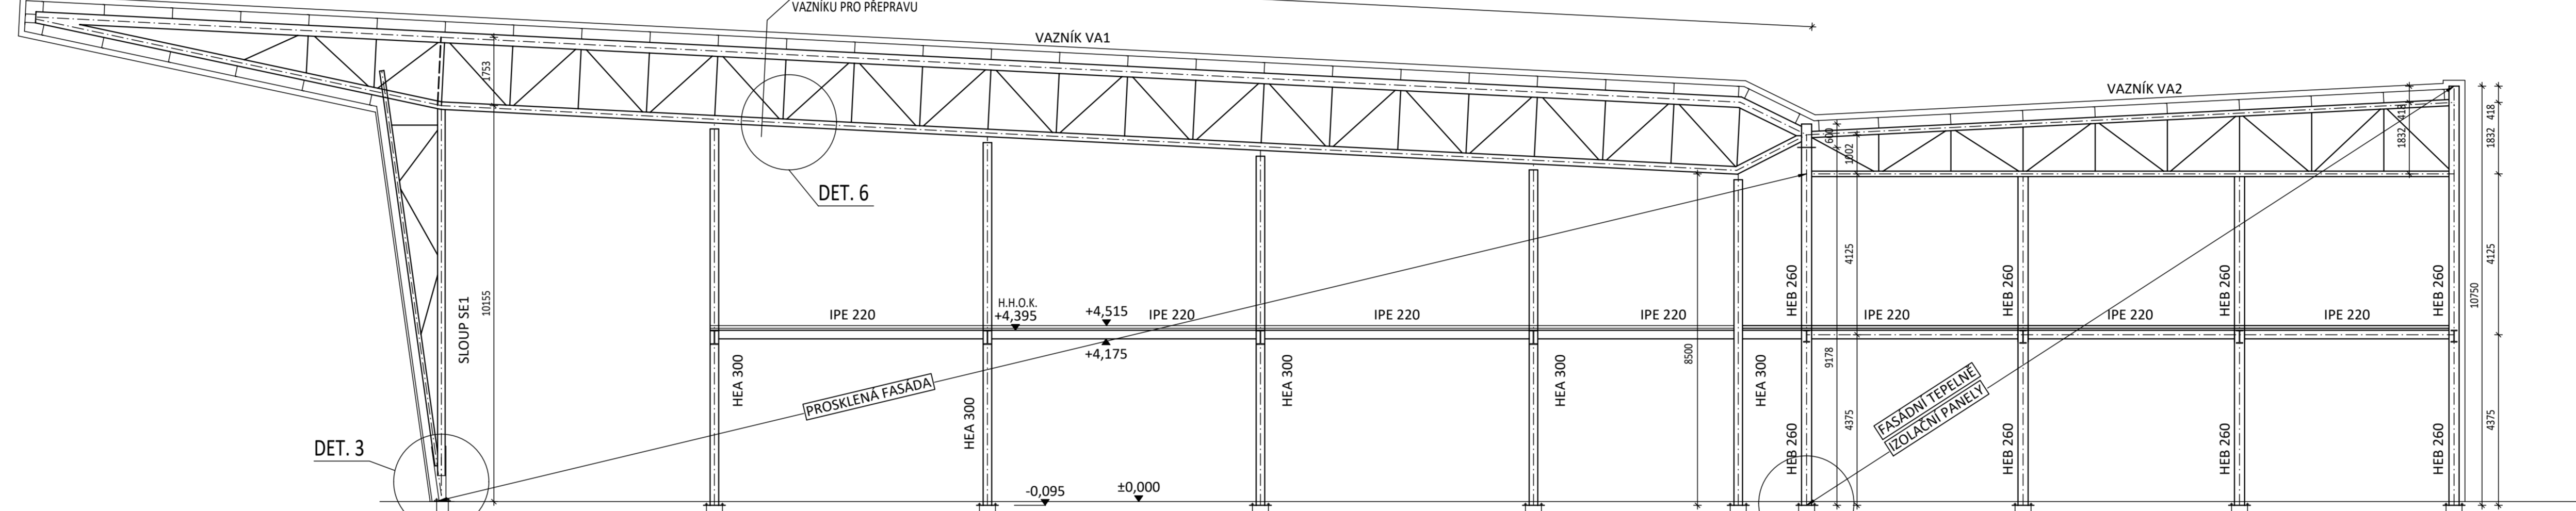 VAZNÍKU PRO PŘEPRAVU
VAZNÍK VA1
VAZNÍK VA2
1753
600
1002
418
1832
418
1832
DET. 6
4125
4125
HEB 260
HEB 260
HEB 260
HEB 260
10155
SLOUP SE1
10750
H.H.O.K.
+4,395
+4,515
IPE 220
IPE 220
IPE 220
IPE 220
IPE 220
IPE 220
IPE 220
+4,175
8500
9178
HEA 300
HEA 300
HEA 300
HEA 300
HEA 300
PROSKLENÁ FASÁDA
FASÁDNÍ TEPELNĚ
IZOLAČNÍ PANELY
4375
4375
DET. 3
HEB 260
HEB 260
HEB 260
HEB 260
-0,095
±0,000